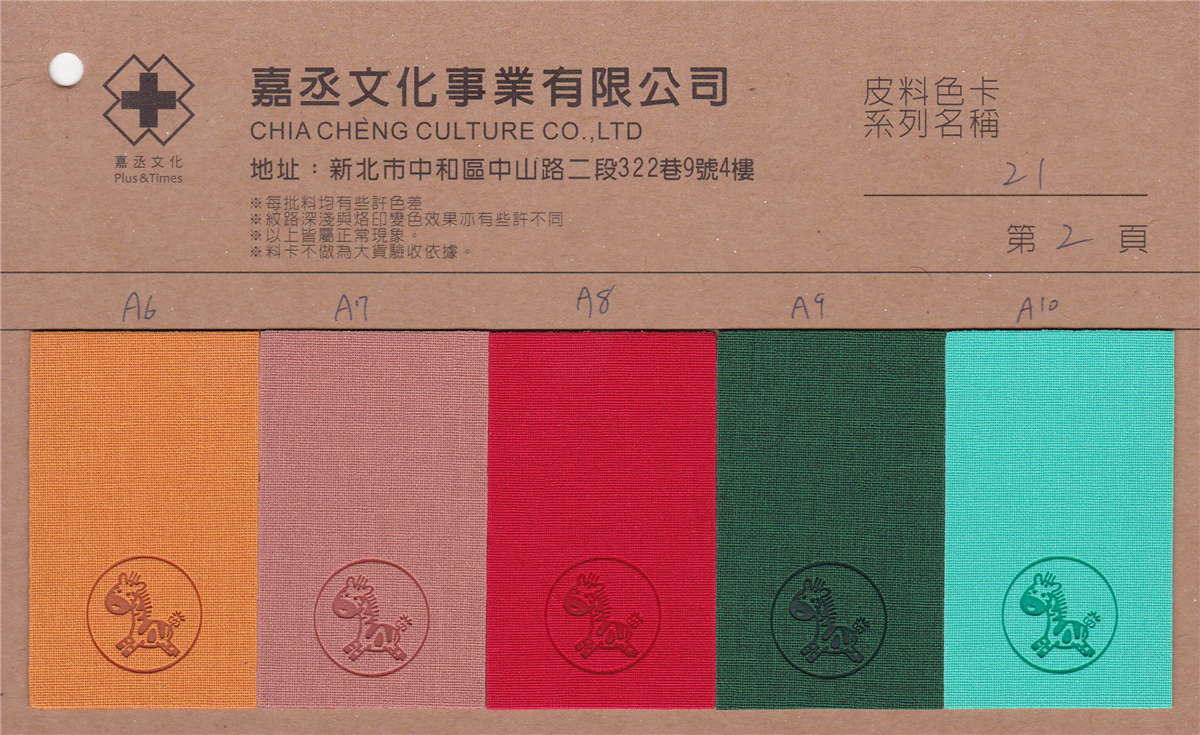 嘉丞文化事業有限公司
CHIA CHENG CULTURE CO.,LTD
地址：新北市中和區中山路二段322巷9號4樓
嘉丞文化
Plus&Times
※每批料均有些許色差
※紋路深淺與烙印變色效果亦有些許不同
※以上皆屬正常現象。
※料卡不做為大貨驗收依據。
皮料色卡
系列名稱
21
第2頁
A6 A7 A8 A9 A10